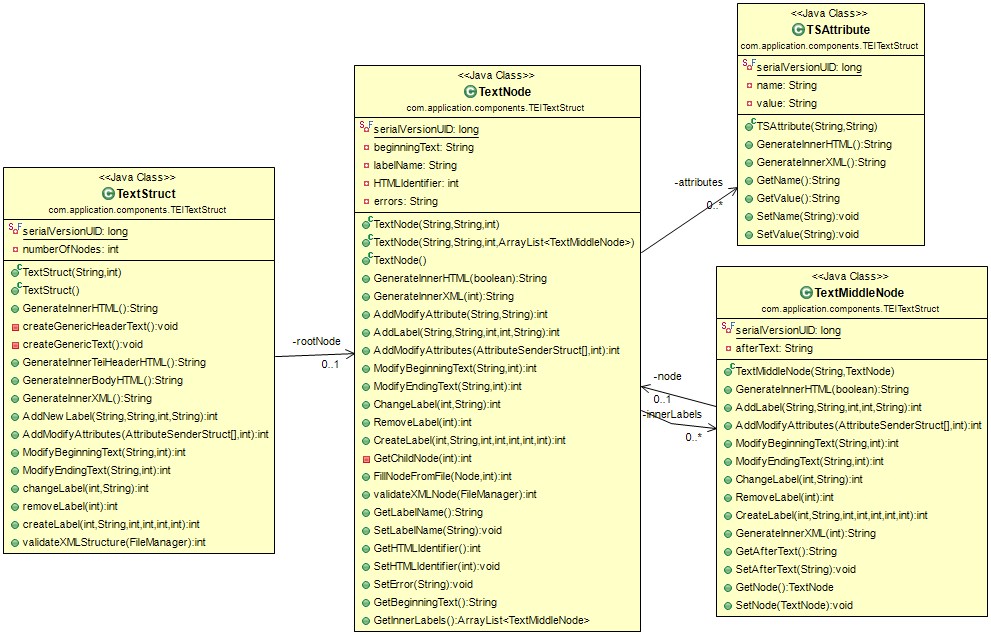 <<Java Class>>
TextStruct
com.application.components.TEITextStruct
serialVersionUID: long
numberOfNodes: int
TextStruct(String,int)
TextStruct()
GenerateInnerHTML():String
createGenericHeaderText():void
createGenericText():void
GenerateInnerTeiHeaderHTML():String
GenerateInnerBodyHTML():String
GenerateInnerXML():String
AddNewLabel(String,String,int,String):int
AddModifyAttributes(AttributeSenderStruct[],int):int
ModifyBeginningText(String,int):int
ModifyEndingText(String,int):int
changeLabel(int,String):int
removeLabel(int):int
createLabel(int,String,int,int,int,int):int
validateXMLStructure(FileManager):int
-rootNode
0..1
<<Java Class>>
TextNode
com.application.components.TEITextStruct
serialVersionUID: long
beginningText: String
labelName: String
HTMLIdentifier: int
errors: String
TextNode(String,String,int)
TextNode(String,String,int,ArrayList<TextMiddleNode>)
TextNode()
GenerateInnerHTML(boolean):String
GenerateInnerXML(int):String
AddModifyAttribute(String,String):int
AddLabel(String,String,int,int,String):int
AddModifyAttributes(AttributeSenderStruct[],int):int
ModifyBeginningText(String,int):int
ModifyEndingText(String,int):int
ChangeLabel(int,String):int
RemoveLabel(int):int
CreateLabel(int,String,int,int,int,int,int):int
GetChildNode(int):int
FillNodeFromFile(Node,int):int
validateXMLNode(FileManager):int
GetLabelName():String
SetLabelName(String):void
GetHTMLIdentifier():int
SetHTMLIdentifier(int):void
SetError(String):void
GetBeginningText():String
GetInnerLabels():ArrayList<TextMiddleNode>
-attributes
0..*
-node
0..1
-innerLabels
0..*
<<Java Class>>
TSAttribute
com.application.components.TEITextStruct
serialVersionUID: long
name: String
value: String
TSAttribute(String,String)
GenerateInnerHTML():String
GenerateInnerXML():String
GetName():String
GetValue():String
SetName(String):void
SetValue(String):void
<<Java Class>>
TextMiddleNode
com.application.components.TEITextStruct
serialVersionUID: long
afterText: String
TextMiddleNode(String,TextNode)
GenerateInnerHTML(boolean):String
AddLabel(String,String,int,int,String):int
AddModifyAttributes(AttributeSenderStruct[],int):int
ModifyBeginningText(String,int):int
ModifyEndingText(String,int):int
ChangeLabel(int,String):int
RemoveLabel(int):int
CreateLabel(int,String,int,int,int,int,int):int
GenerateInnerXML(int):String
GetAfterText():String
SetAfterText(String):void
GetNode():TextNode
SetNode(TextNode):void